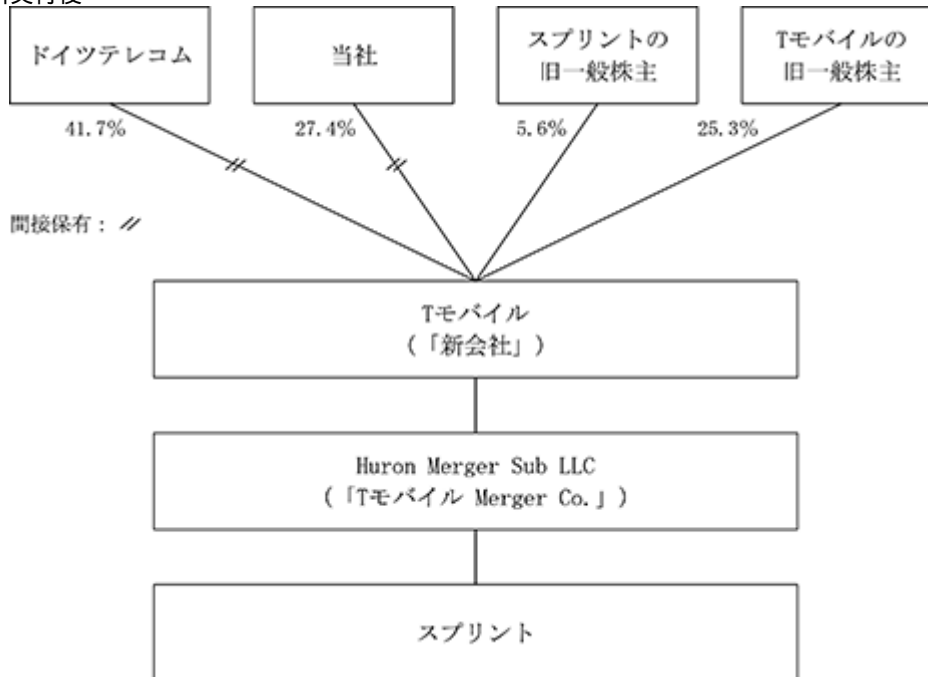 ドイツテレコム
当社
スプリントの
旧一般株主
Tモバイルの
旧一般株主
41.7%
27.4%
5.6%
25.3%
間接保有：
Tモバイル
(「新会社」)
Huron Merger Sub LLC
(「Tモバイル Merger Co.」)
スプリント